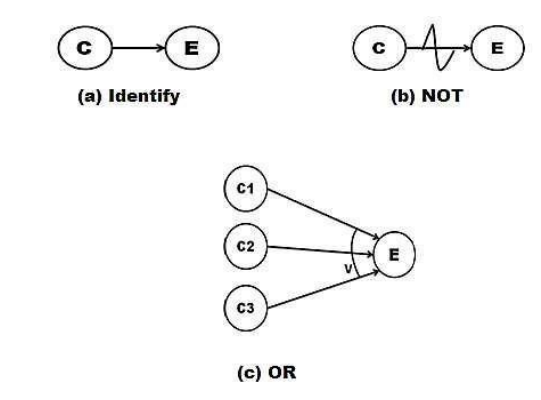 C E C E
(a) Identify (b) NOT
C1
C2
E
V
C3
(c) OR